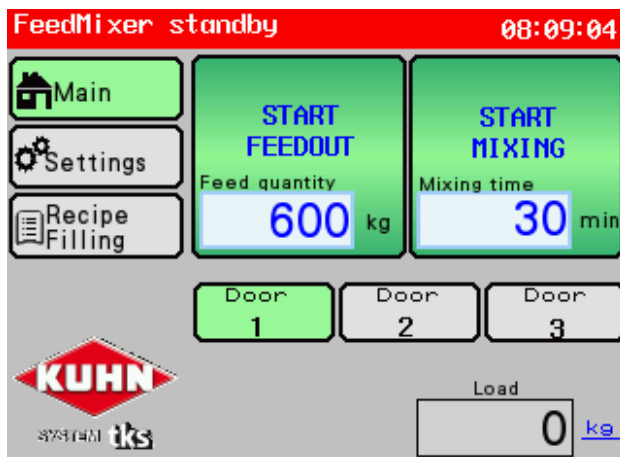 FeedMixer standby 08:09:04
Main
Settings
Recipe
Filling
START
FEEDOUT
Feed quantity
600 kg
START
MIXING
Mixing time
30 min
Door
1
Door
2
Door
3
KUHN
SYSTEM tks
Load
0 kg